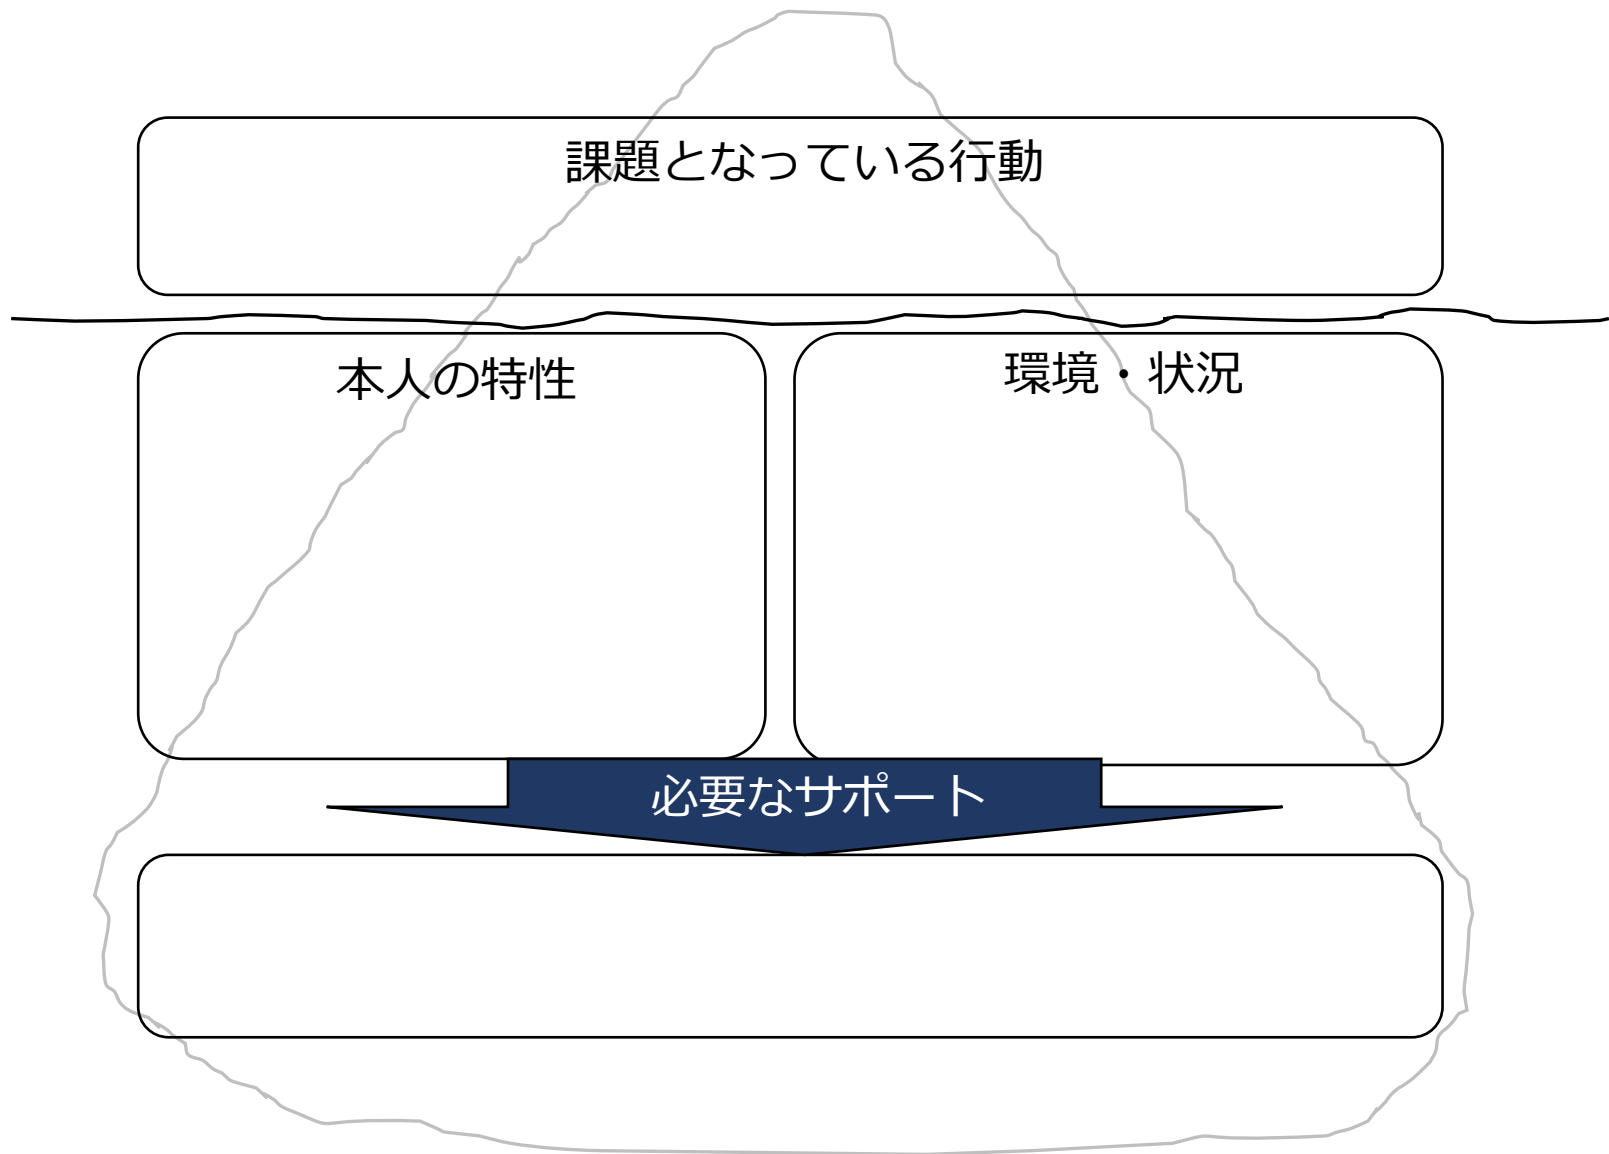 課題となっている行動
本人の特性
環境・状況
必要なサポート